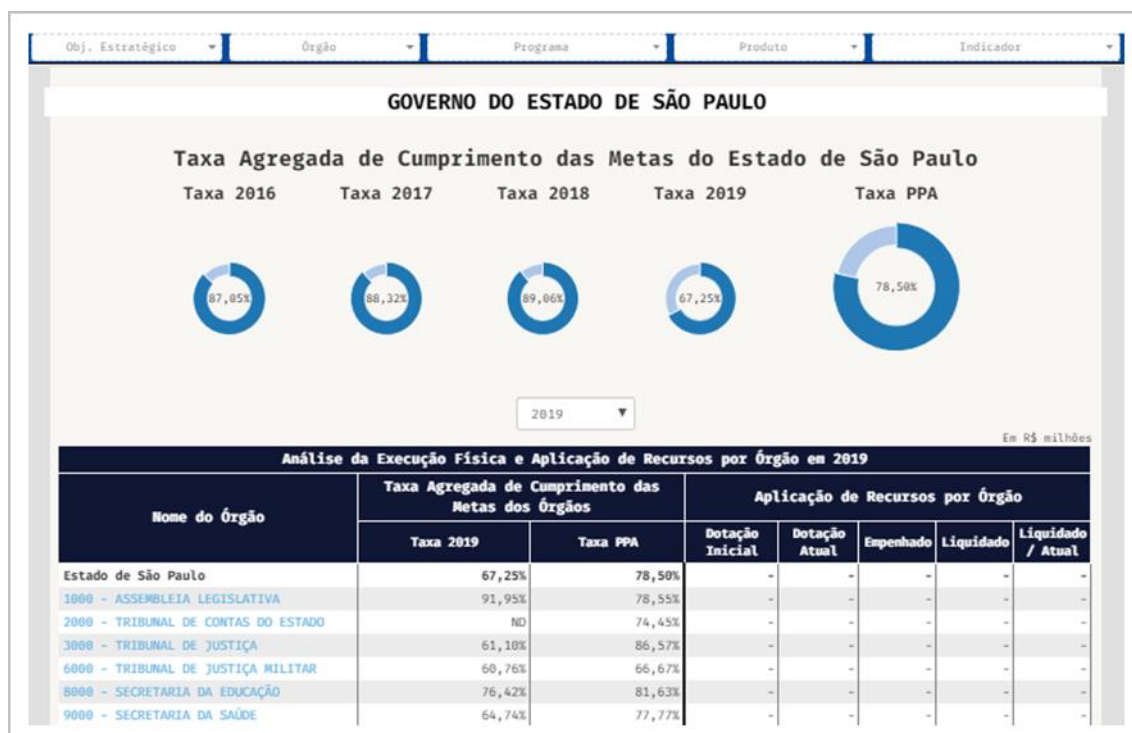 Obj. Estratégico Órgão Programa Produto Indicador
GOVERNO DO ESTADO DE SÃO PAULO
Taxa Agregada de Cumprimento das Metas do Estado de São Paulo
Taxa 2016 Taxa 2017 Taxa 2018 Taxa 2019 Taxa PPA
87,05% 88,32% 89,06% 67,25% 78,50%
2019
Em R$ milhões
Análise da Execução Física e Aplicação de Recursos por Órgão em 2019
Nome do Órgão
Taxa Agregada de Cumprimento das
Metas dos Órgãos
Aplicação de Recursos por Órgão
Taxa 2019 Taxa PPA
Dotação Inicial Dotação Atual Empenhado Liquidado Liquidado / Atual
Estado de São Paulo 67,25% 78,50% - - - - -
1000 - ASSEMBLEIA LEGISLATIVA 91,95% 78,55% - - - - -
2000 - TRIBUNAL DE CONTAS DO ESTADO ND 74,45% - - - - -
3000 - TRIBUNAL DE JUSTIÇA 61,10% 86,57% - - - - -
6000 - TRIBUNAL DE JUSTIÇA MILITAR 60,76% 66,67% - - - - -
8000 - SECRETARIA DA EDUCAÇÃO 76,42% 81,63% - - - - -
9000 - SECRETARIA DA SAÚDE 64,74% 77,77% - - - - -